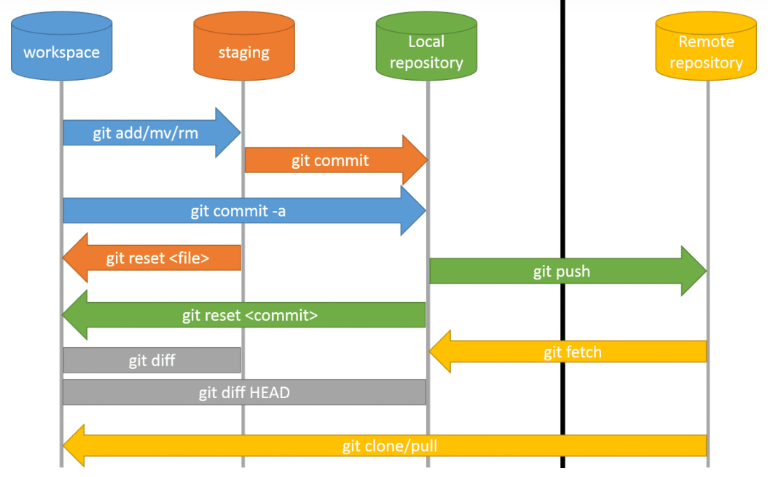 workspace
staging
Local
repository
Remote
repository
git add/mv/rm
git commit
git commit -a
git reset <file>
git push
git reset <commit>
git fetch
git diff
git diff HEAD
git clone/pull